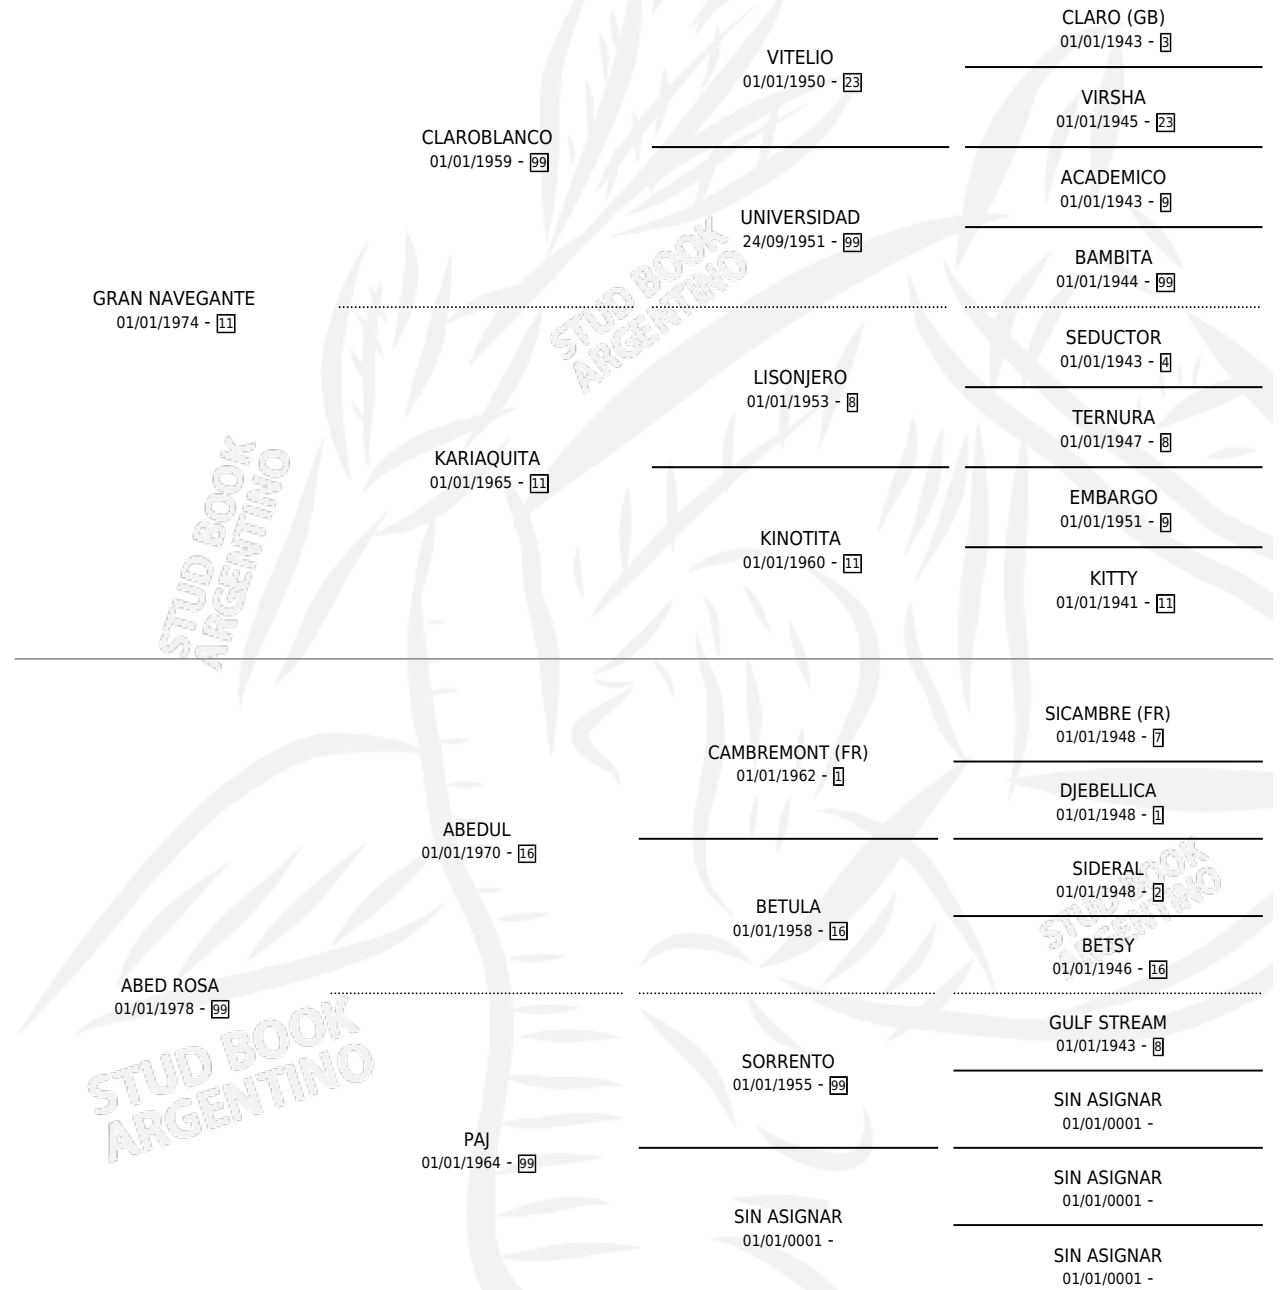 CLARO (GB)
01/01/1943 - 3
VITELIO
01/01/1950 - 23
VIRSHA
01/01/1945 - 23
CLAROBLANCO
01/01/1959 - 99
ACADEMICO
01/01/1943 - 9
UNIVERSIDAD
24/09/1951 - 99
BAMBITA
01/01/1944 - 99
GRAN NAVEGANTE
01/01/1974 - 11
SEDUCTOR
01/01/1943 - 4
LISONJERO
01/01/1953 - 8
TERNURA
01/01/1947 - 8
KARIAQUITA
01/01/1965 - 11
EMBARGO
01/01/1951 - 9
KINOTITA
01/01/1960 - 11
KITTY
01/01/1941 - 11
STUD BOOK
ARGENTINO
STUD BOOK
ARGENTINO
SICAMBRE (FR)
01/01/1948 - 7
CAMBREMONT (FR)
01/01/1962 - 1
DJEBELLICA
01/01/1948 - 1
ABEDUL
01/01/1970 - 16
SIDERAL
01/01/1948 - 2
BETULA
01/01/1958 - 16
BETSY
01/01/1946 - 16
ABED ROSA
01/01/1978 - 99
GULF STREAM
01/01/1943 - 8
SORRENTO
01/01/1955 - 99
SIN ASIGNAR
01/01/0001 -
PAJ
01/01/1964 - 99
SIN ASIGNAR
01/01/0001 -
SIN ASIGNAR
01/01/0001 -
SIN ASIGNAR
01/01/0001 -
STUD BOOK
ARGENTINO
STUD BOOK
ARGENTINO